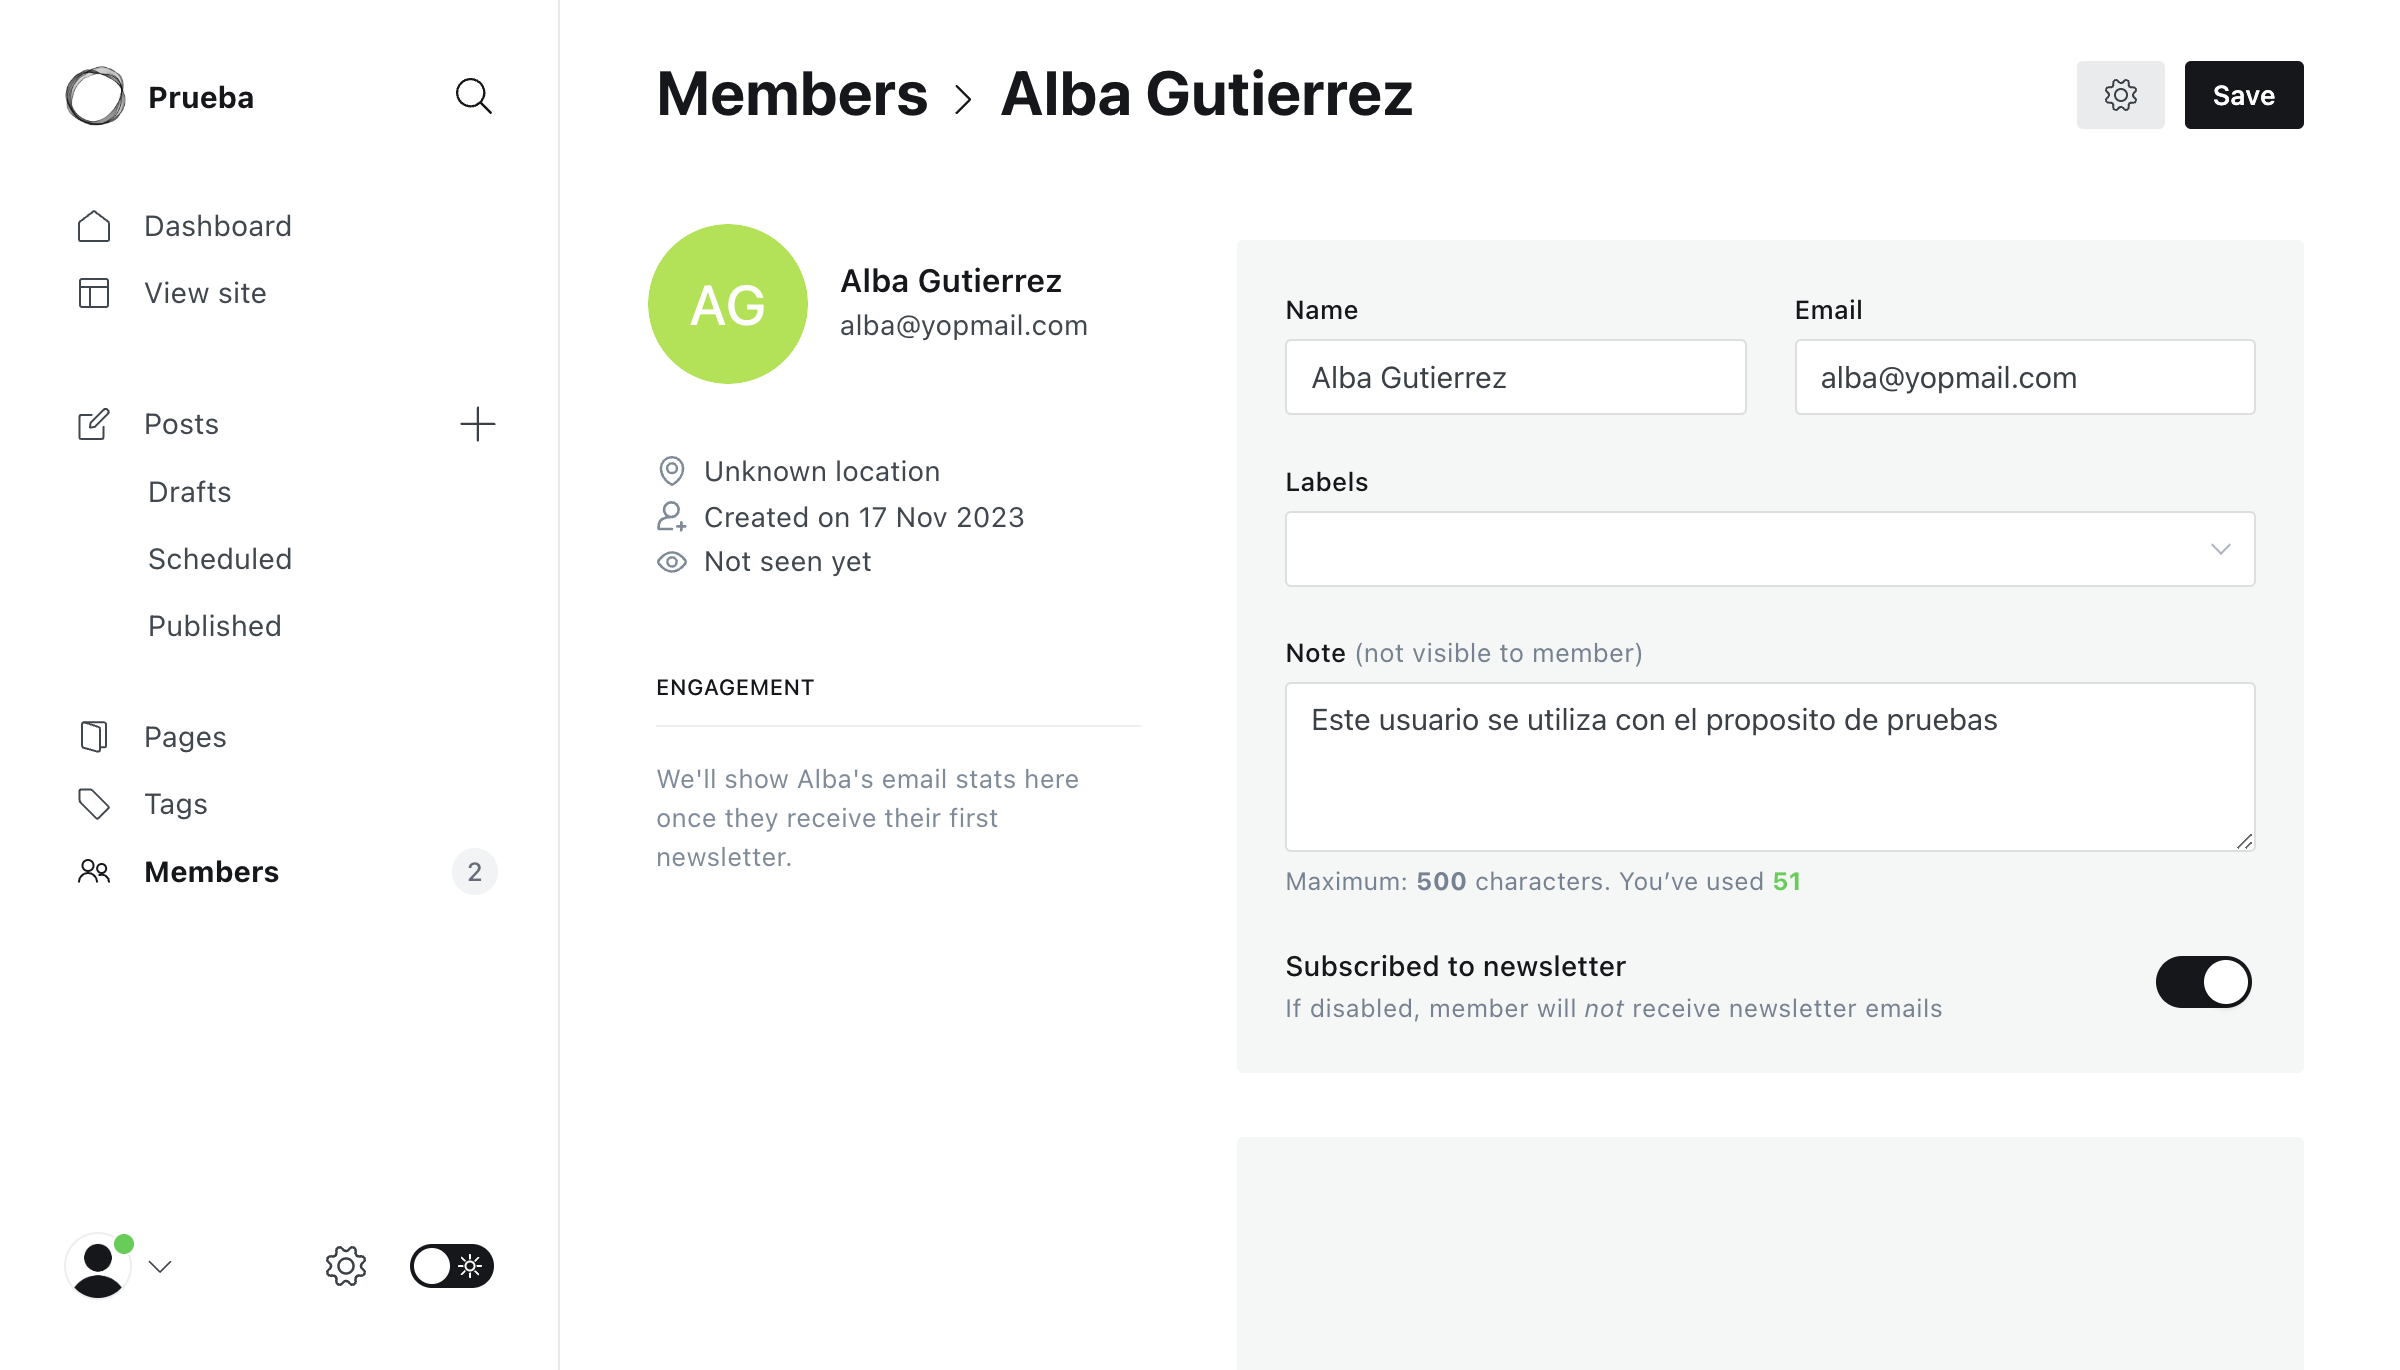 Prueba
Dashboard
View site
Posts
Drafts
Scheduled
Published
Pages
Tags
Members
2
Members > Alba Gutierrez
Save
AG
Alba Gutierrez
alba@yopmail.com
Unknown location
Created on 17 Nov 2023
Not seen yet
ENGAGEMENT
We'll show Alba's email stats here
once they receive their first
newsletter.
Name
Alba Gutierrez
Email
alba@yopmail.com
Labels
Note (not visible to member)
Este usuario se utiliza con el proposito de pruebas
Maximum: 500 characters. You’ve used 51
Subscribed to newsletter
If disabled, member will not receive newsletter emails